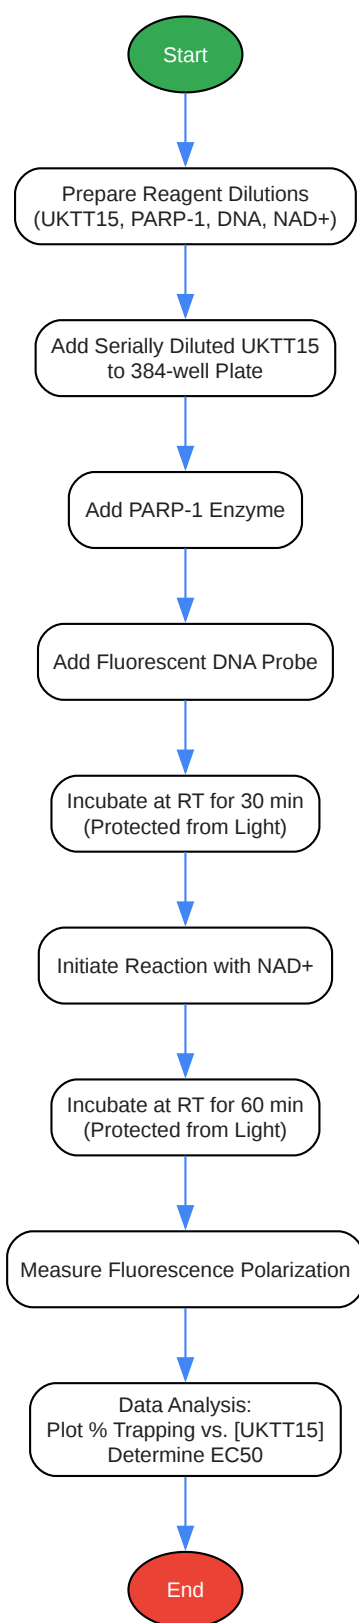 Start
Prepare Reagent Dilutions
(UKTT15, PARP-1, DNA, NAD+)
Add Serially Diluted UKTT15
to 384-well Plate
Add PARP-1 Enzyme
Add Fluorescent DNA Probe
Incubate at RT for 30 min
(Protected from Light)
Initiate Reaction with NAD+
Incubate at RT for 60 min
(Protected from Light)
Measure Fluorescence Polarization
Data Analysis:
Plot % Trapping vs. [UKTT15]
Determine EC50
End